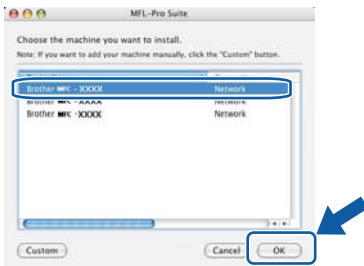 MFL-Pro Suite
Choose the machine you want to install.
Note: If you want to add your machine manually, click the "Custom" button.
Brother MFC -XXXX Network
Brother MFC -XXXX Network
Brother MFC -XXXX Network
Custom Cancel OK